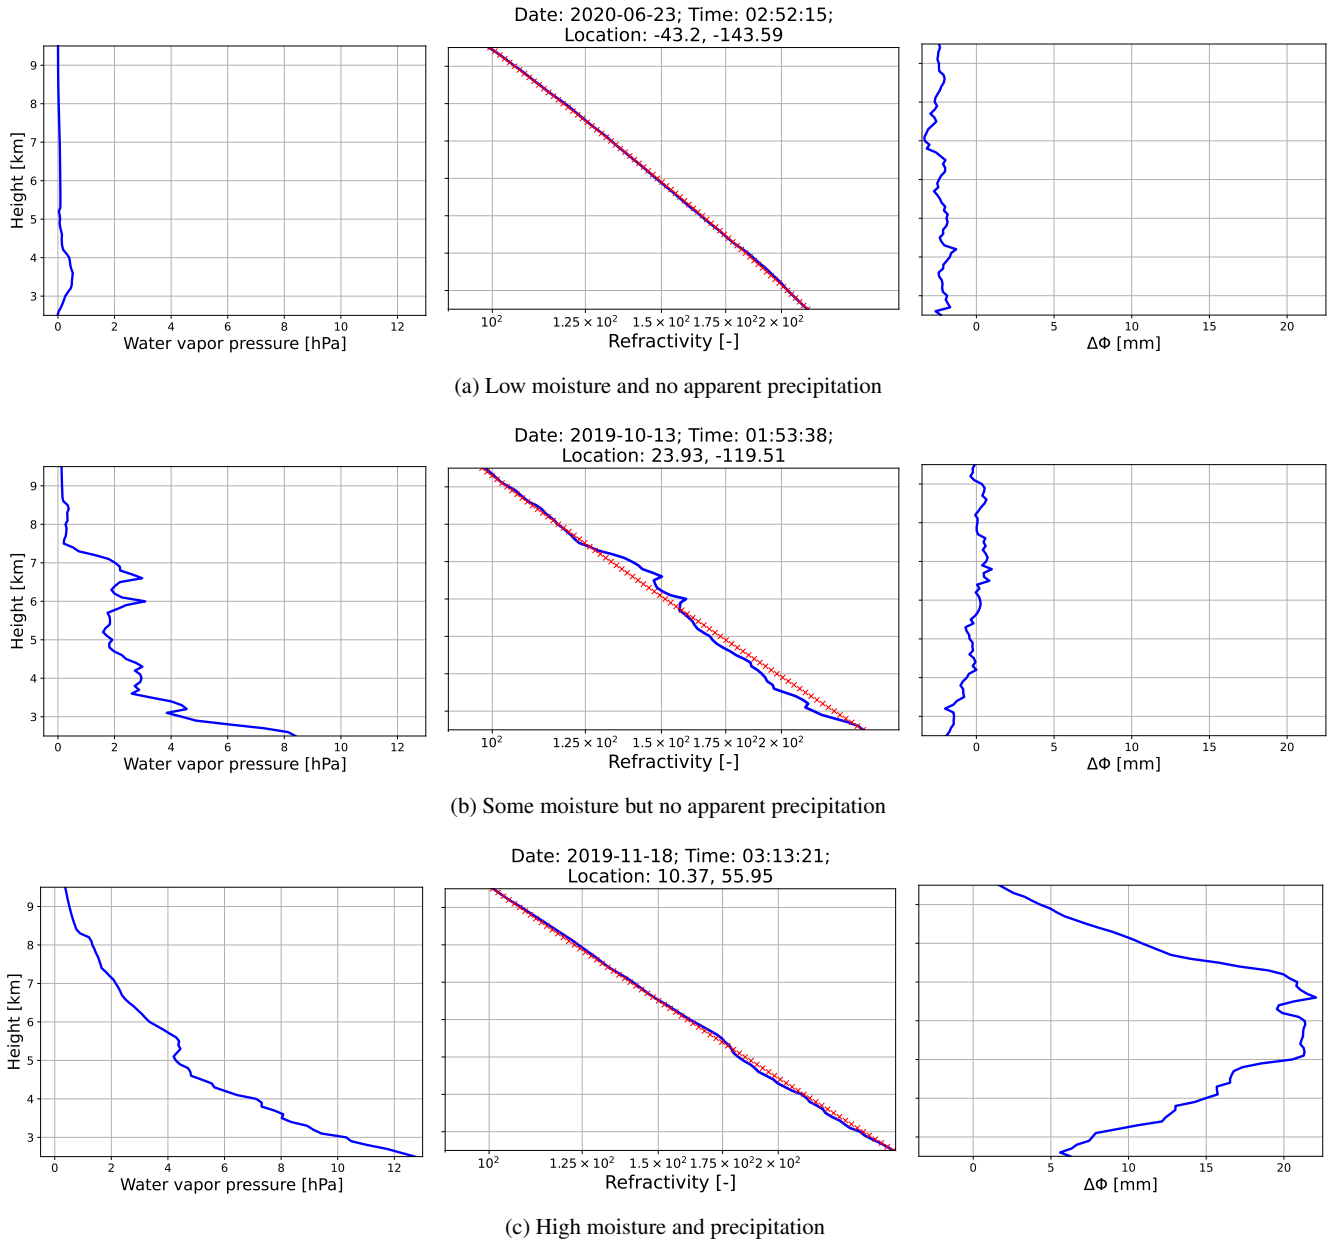 Date: 2020-06-23; Time: 02:52:15;
Location: -43.2, -143.59
9
8
7
6
5
4
3
Height [km]
0 2 4 6 8 10 12
Water vapor pressure [hPa]
10² 1.25 × 10² 1.5 × 10² 1.75 × 10² 2 × 10²
Refractivity [-]
0 5 10 15 20
ΔΦ [mm]
(a) Low moisture and no apparent precipitation
Date: 2019-10-13; Time: 01:53:38;
Location: 23.93, -119.51
9
8
7
6
5
4
3
Height [km]
0 2 4 6 8 10 12
Water vapor pressure [hPa]
10² 1.25 × 10² 1.5 × 10² 1.75 × 10² 2 × 10²
Refractivity [-]
0 5 10 15 20
ΔΦ [mm]
(b) Some moisture but no apparent precipitation
Date: 2019-11-18; Time: 03:13:21;
Location: 10.37, 55.95
9
8
7
6
5
4
3
Height [km]
0 2 4 6 8 10 12
Water vapor pressure [hPa]
10² 1.25 × 10² 1.5 × 10² 1.75 × 10² 2 × 10²
Refractivity [-]
0 5 10 15 20
ΔΦ [mm]
(c) High moisture and precipitation